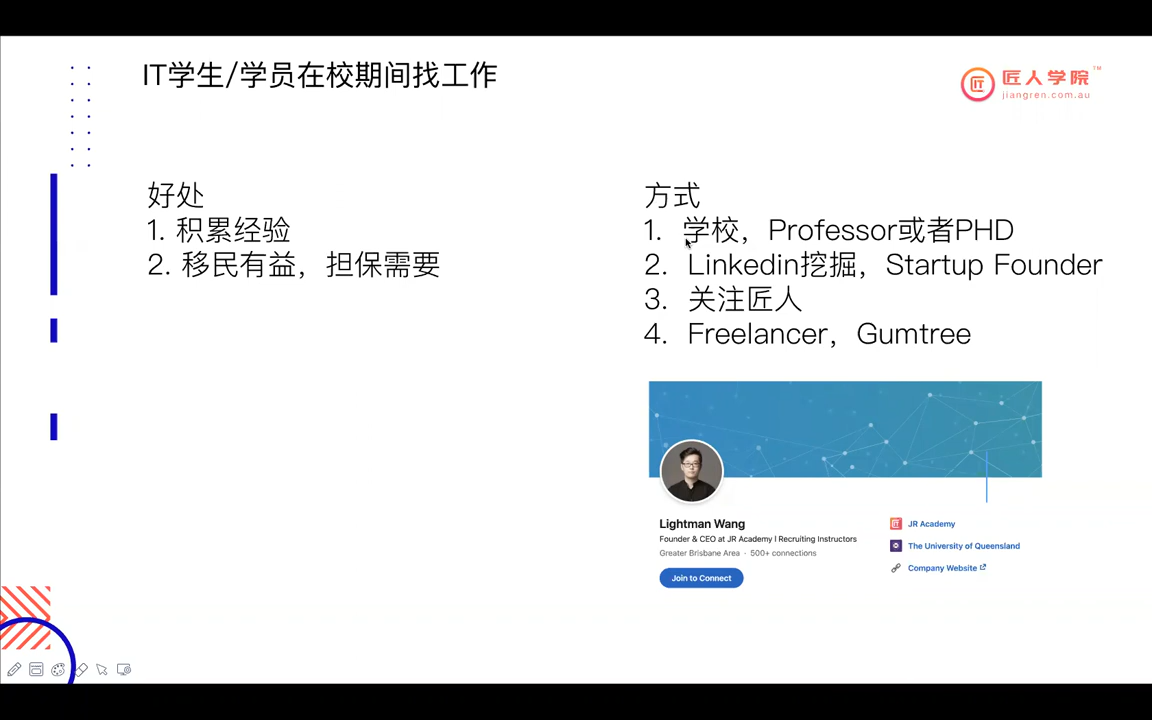 IT学生/学员在校期间找工作
匠 匠人学院™
jiangren.com.au
好处
1. 积累经验
2. 移民有益，担保需要
方式
1. 学校，Professor或者PHD
2. Linkedin挖掘，Startup Founder
3. 关注匠人
4. Freelancer，Gumtree
Lightman Wang
Founder & CEO at JR Academy l Recruiting Instructors
Greater Brisbane Area · 500+ connections
Join to Connect
JR Academy
The University of Queensland
Company Website